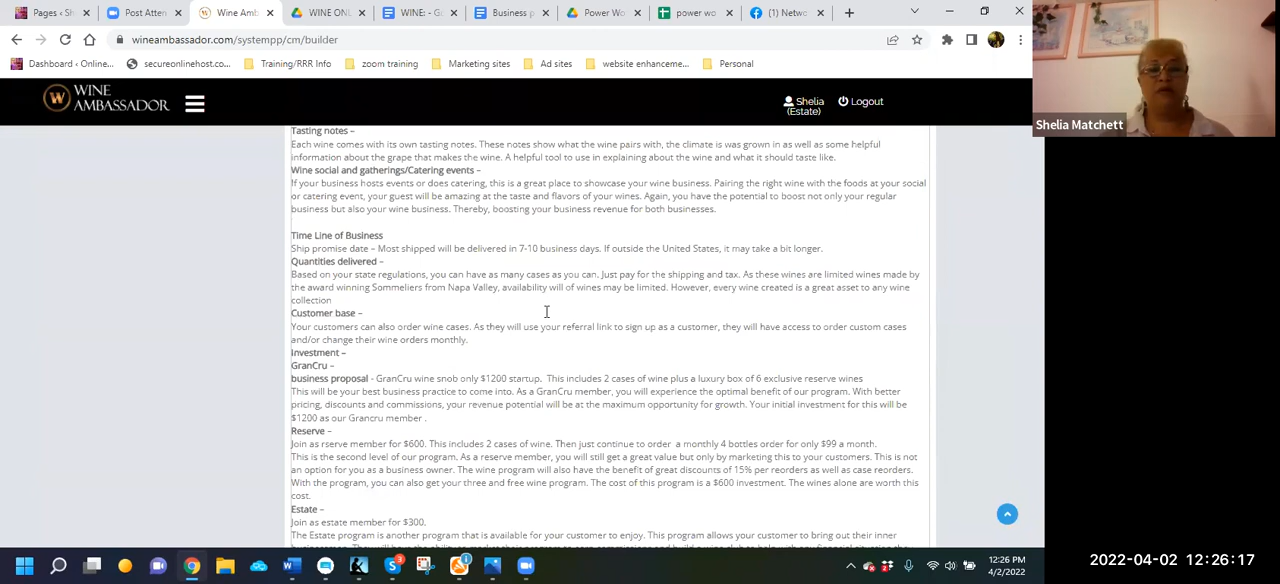 Pages ‹ Sh
Post Atten
Wine Amb
WINE ONL
WINE: - G
Business p
Power Wo
power wo
(1) Netwo
wineambassador.com/systempp/cm/builder
Dashboard ‹ Online...
secureonlinehost.co...
Training/RRR Info
zoom training
Marketing sites
Ad sites
website enhanceme...
Personal
WINE
AMBASSADOR
Shelia
(Estate)
Logout
Shelia Matchett
Tasting notes –
Each wine comes with its own tasting notes. These notes show what the wine pairs with, the climate is was grown in as well as some helpful
information about the grape that makes the wine. A helpful tool to use in explaining about the wine and what it should taste like.
Wine social and gatherings/Catering events –
If your business hosts events or does catering, this is a great place to showcase your wine business. Pairing the right wine with the foods at your social
or catering event, your guest will be amazing at the taste and flavors of your wines. Again, you have the potential to boost not only your regular
business but also your wine business. Thereby, boosting your business revenue for both businesses.
Time Line of Business
Ship promise date – Most shipped will be delivered in 7-10 business days. If outside the United States, it may take a bit longer.
Quantities delivered –
Based on your state regulations, you can have as many cases as you can. Just pay for the shipping and tax. As these wines are limited wines made by
the award winning Sommeliers from Napa Valley, availability will of wines may be limited. However, every wine created is a great asset to any wine
collection
Customer base –
Your customers can also order wine cases. As they will use your referral link to sign up as a customer, they will have access to order custom cases
and/or change their wine orders monthly.
Investment –
GranCru –
business proposal - GranCru wine snob only $1200 startup. This includes 2 cases of wine plus a luxury box of 6 exclusive reserve wines
This will be your best business practice to come into. As a GranCru member, you will experience the optimal benefit of our program. With better
pricing, discounts and commissions, your revenue potential will be at the maximum opportunity for growth. Your initial investment for this will be
$1200 as our Grancru member .
Reserve –
Join as rserve member for $600. This includes 2 cases of wine. Then just continue to order a monthly 4 bottles order for only $99 a month.
This is the second level of our program. As a reserve member, you will still get a great value but only by marketing this to your customers. This is not
an option for you as a business owner. The wine program will also have the benefit of great discounts of 15% per reorders as well as case reorders.
With the program, you can also get your three and free wine program. The cost of this program is a $600 investment. The wines alone are worth this
cost.
Estate –
Join as estate member for $300.
The Estate program is another program that is available for your customer to enjoy. This program allows your customer to bring out their inner
12:26 PM
4/2/2022
2022-04-02 12:26:17